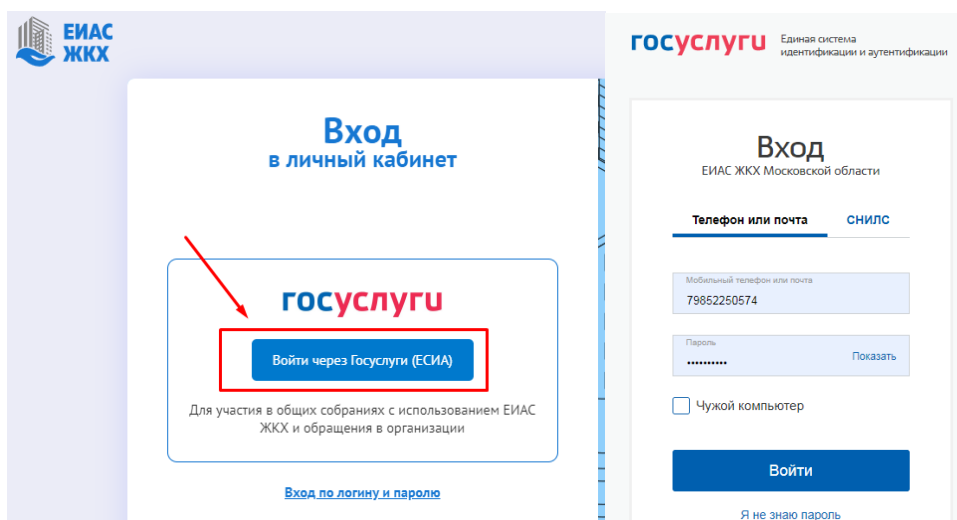 ЕИАС
ЖКХ
Вход
в личный кабинет
госуслуги
Войти через Госуслуги (ЕСИА)
Для участия в общих собраниях с использованием ЕИАС
ЖКХ и обращения в организации
Вход по логину и паролю
госуслуги
Единая система
идентификации и аутентификации
Вход
ЕИАС ЖКХ Московской области
Телефон или почта СНИЛС
Мобильный телефон или почта
79852250574
Пароль
•••••••••• Показать
Чужой компьютер
Войти
Я не знаю пароль